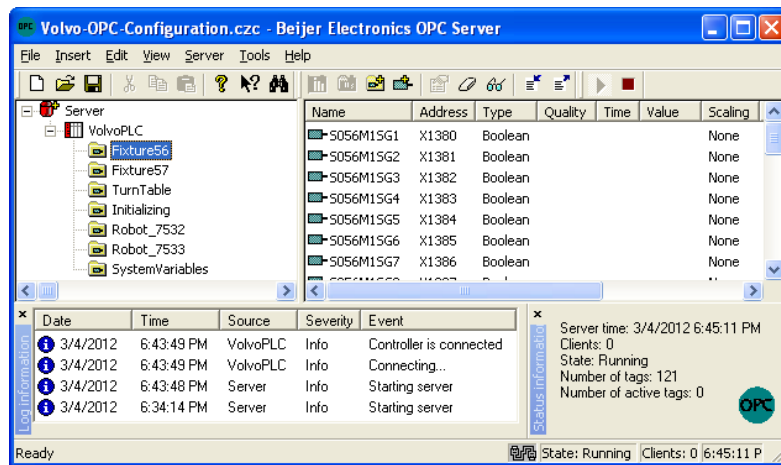 OPC Volvo-OPC-Configuration.czc - Beijer Electronics OPC Server
File Insert Edit View Server Tools Help
Server
VolvoPLC
Fixture56
Fixture57
TurnTable
Initializing
Robot_7532
Robot_7533
SystemVariables
Name Address Type Quality Time Value Scaling
S056M1SG1 X1380 Boolean None
S056M1SG2 X1381 Boolean None
S056M1SG3 X1382 Boolean None
S056M1SG4 X1383 Boolean None
S056M1SG5 X1384 Boolean None
S056M1SG6 X1385 Boolean None
S056M1SG7 X1386 Boolean None
Log information
Date Time Source Severity Event
3/4/2012 6:43:49 PM VolvoPLC Info Controller is connected
3/4/2012 6:43:49 PM VolvoPLC Info Connecting...
3/4/2012 6:43:48 PM Server Info Starting server
3/4/2012 6:34:14 PM Server Info Starting server
Status information
Server time: 3/4/2012 6:45:11 PM
Clients: 0
State: Running
Number of tags: 121
Number of active tags: 0
OPC
Ready State: Running Clients: 0 6:45:11 P